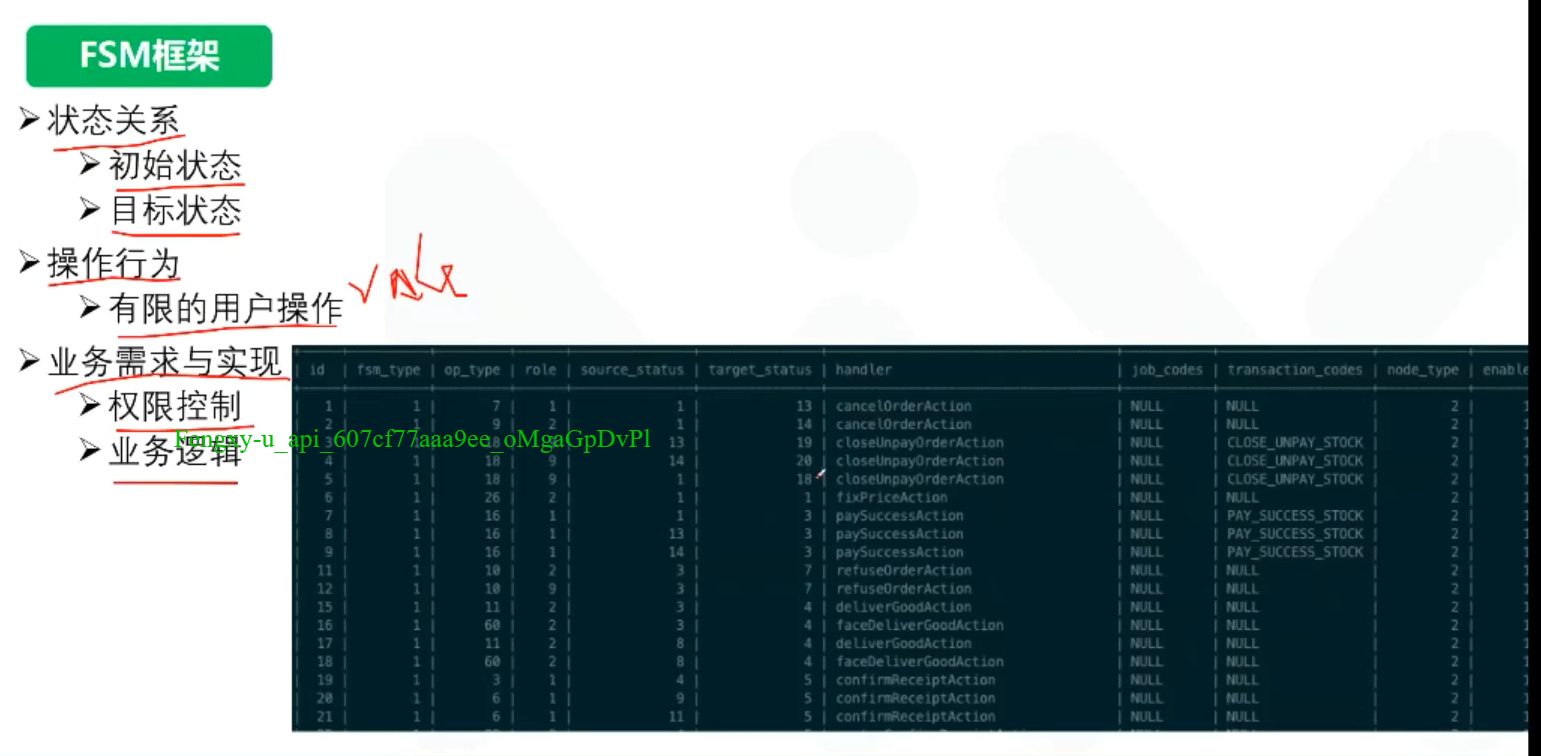 FSM框架
状态关系
初始状态
目标状态
操作行为
有限的用户操作
业务需求与实现
权限控制
业务逻辑
Fengxy-u_api_607cf77aaa9ee_oMgaGpDvPl
id | fsm_type | op_type | role | source_status | target_status | handler | job_codes | transaction_codes | node_type | enable
1 | 1 | 7 | 1 | 1 | 13 | cancelOrderAction | NULL | NULL | 2 | 1
2 | 1 | 9 | 2 | 1 | 14 | cancelOrderAction | NULL | NULL | 2 | 1
3 | 1 | 18 | 9 | 13 | 19 | closeUnpayOrderAction | NULL | CLOSE_UNPAY_STOCK | 2 | 1
4 | 1 | 18 | 9 | 14 | 20 | closeUnpayOrderAction | NULL | CLOSE_UNPAY_STOCK | 2 | 1
5 | 1 | 18 | 9 | 1 | 18 | closeUnpayOrderAction | NULL | CLOSE_UNPAY_STOCK | 2 | 1
6 | 1 | 26 | 2 | 1 | 1 | fixPriceAction | NULL | NULL | 2 | 1
7 | 1 | 16 | 1 | 1 | 3 | paySuccessAction | NULL | PAY_SUCCESS_STOCK | 2 | 1
8 | 1 | 16 | 1 | 13 | 3 | paySuccessAction | NULL | PAY_SUCCESS_STOCK | 2 | 1
9 | 1 | 16 | 1 | 14 | 3 | paySuccessAction | NULL | PAY_SUCCESS_STOCK | 2 | 1
11 | 1 | 10 | 2 | 3 | 7 | refuseOrderAction | NULL | NULL | 2 | 1
12 | 1 | 10 | 9 | 3 | 7 | refuseOrderAction | NULL | NULL | 2 | 1
15 | 1 | 11 | 2 | 3 | 4 | deliverGoodAction | NULL | NULL | 2 | 1
16 | 1 | 60 | 2 | 3 | 4 | faceDeliverGoodAction | NULL | NULL | 2 | 1
17 | 1 | 11 | 2 | 8 | 4 | deliverGoodAction | NULL | NULL | 2 | 1
18 | 1 | 60 | 2 | 8 | 4 | faceDeliverGoodAction | NULL | NULL | 2 | 1
19 | 1 | 3 | 1 | 4 | 5 | confirmReceiptAction | NULL | NULL | 2 | 1
20 | 1 | 6 | 1 | 9 | 5 | confirmReceiptAction | NULL | NULL | 2 | 1
21 | 1 | 6 | 1 | 11 | 5 | confirmReceiptAction | NULL | NULL | 2 | 1